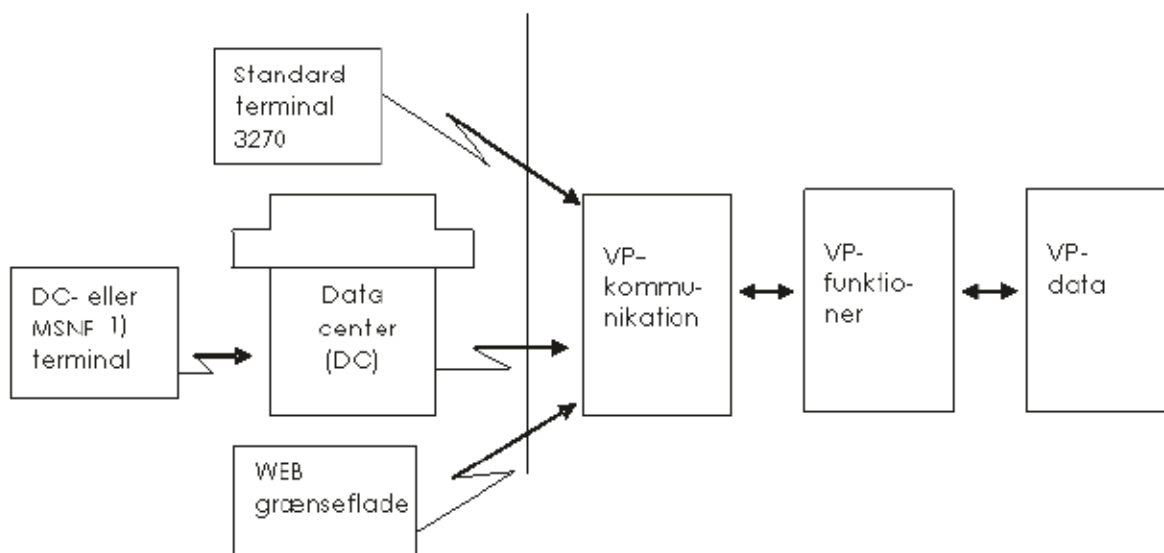 Standard
terminal
3270
DC- eller
MSNF 1)
terminal
Data
center
(DC)
WEB
grænseflade
VP-
kommu-
nikation
VP-
funktio-
ner
VP-
data